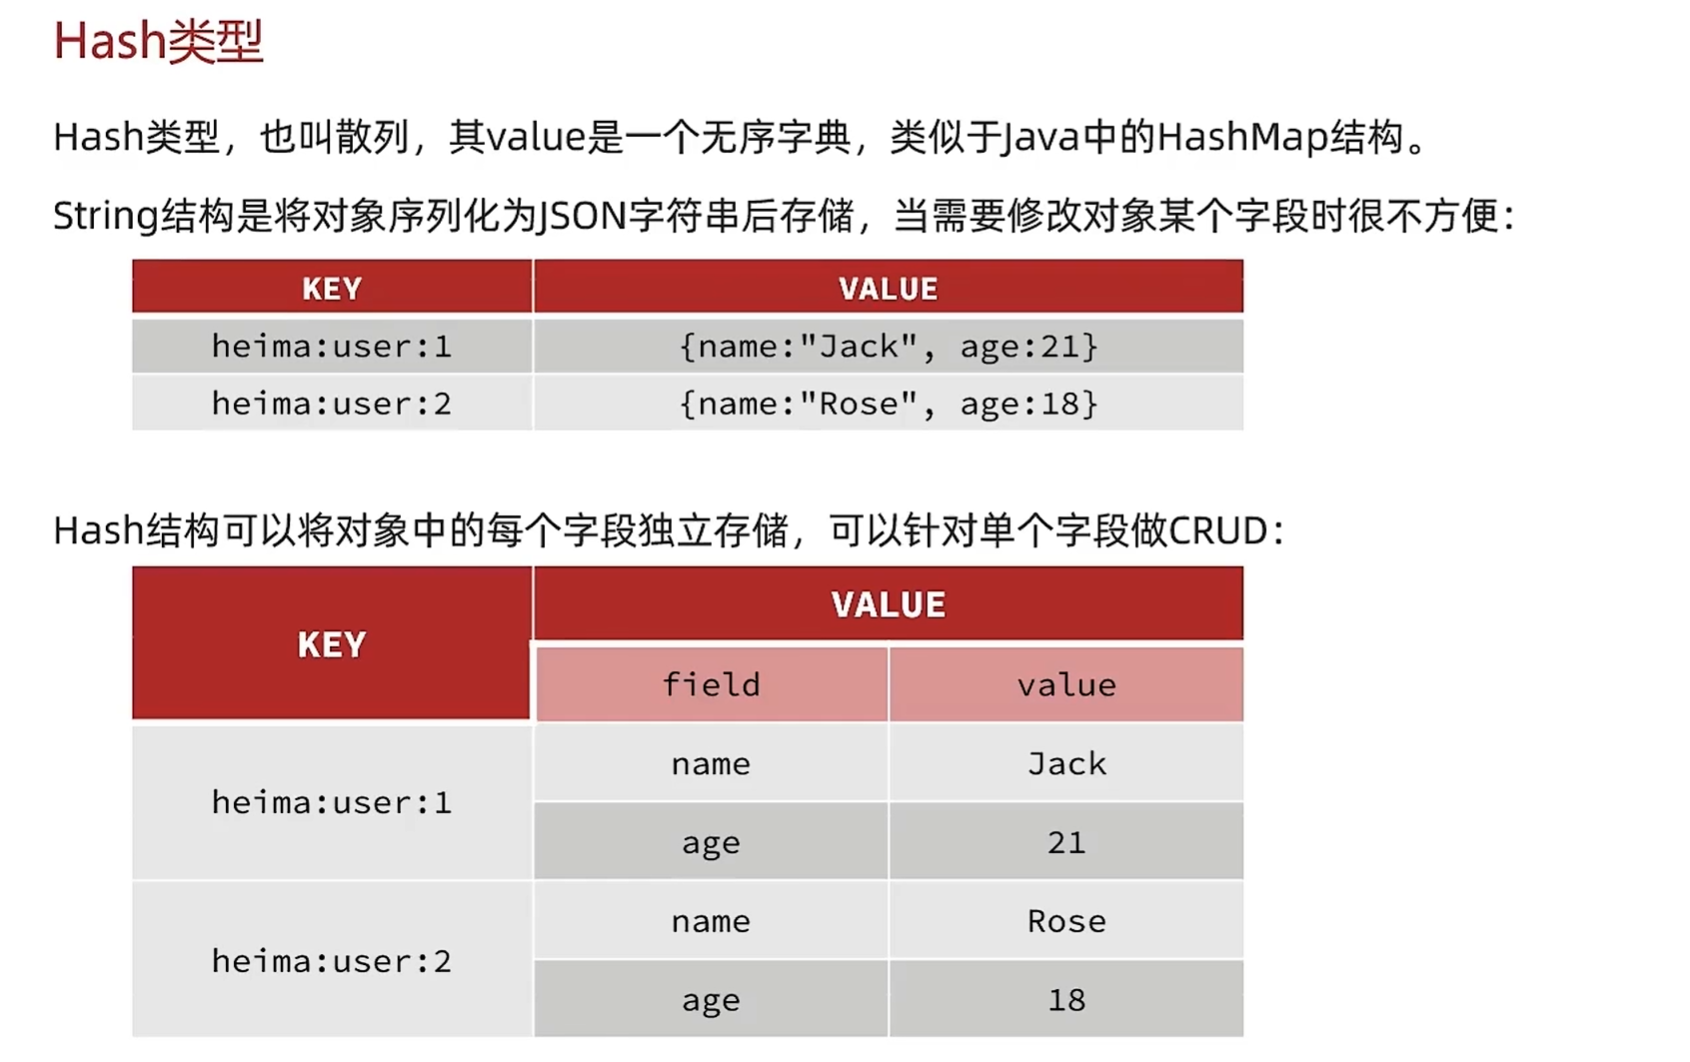 Hash类型
Hash类型，也叫散列，其value是一个无序字典，类似于Java中的HashMap结构。
String结构是将对象序列化为JSON字符串后存储，当需要修改对象某个字段时很不方便：
KEY VALUE
heima:user:1 {name:"Jack", age:21}
heima:user:2 {name:"Rose", age:18}
Hash结构可以将对象中的每个字段独立存储，可以针对单个字段做CRUD：
KEY VALUE
field value
heima:user:1 name Jack
age 21
heima:user:2 name Rose
age 18